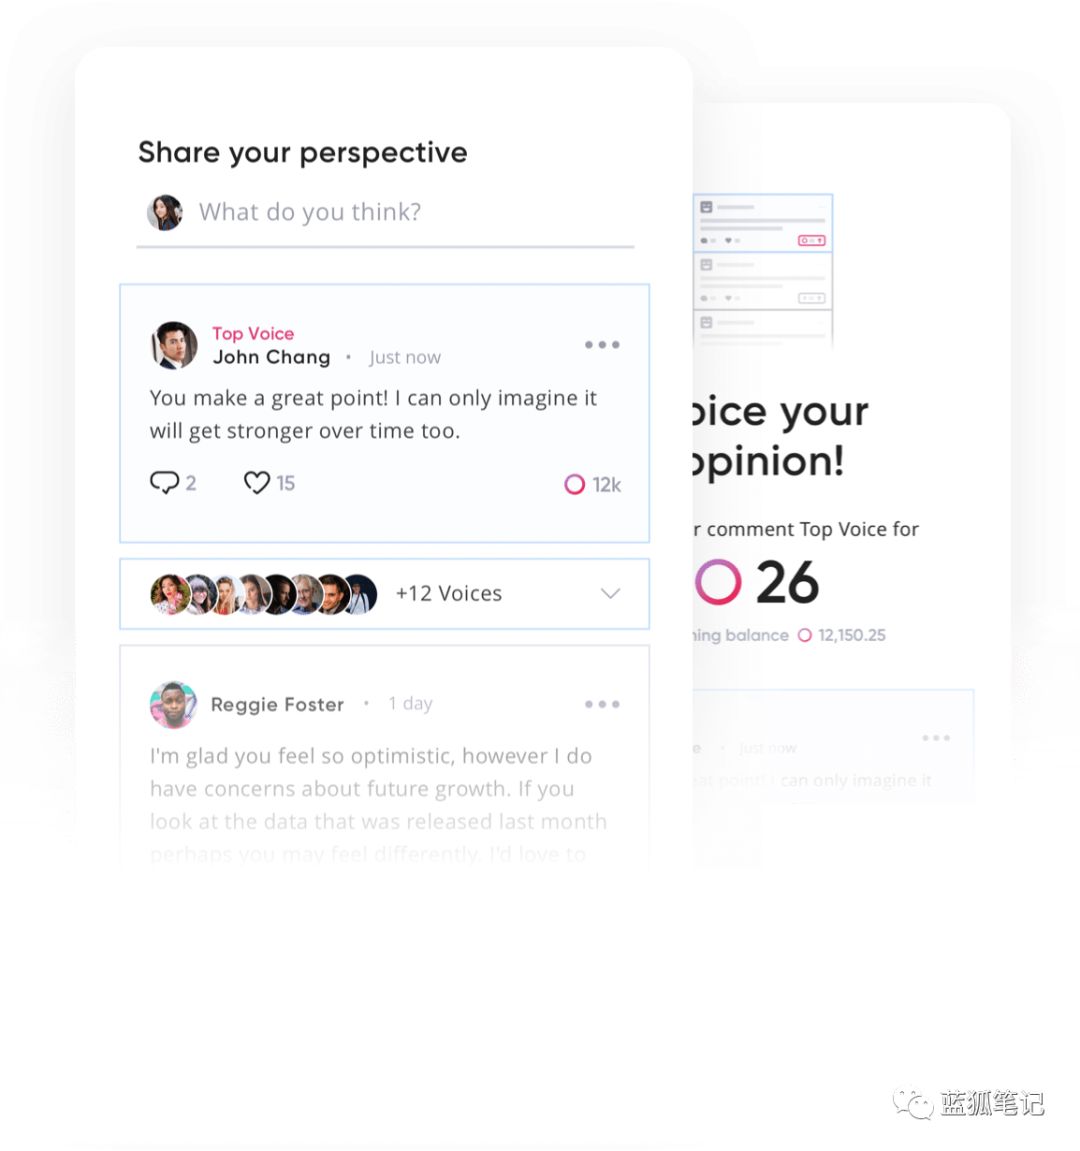 Share your perspective
What do you think?
Top Voice
John Chang • Just now
You make a great point! I can only imagine it
will get stronger over time too.
2 15 12k
+12 Voices
Reggie Foster • 1 day
I'm glad you feel so optimistic, however I do
have concerns about future growth. If you
look at the data that was released last month
perhaps you may feel differently. I'd love to
oice your
opinion!
r comment Top Voice for
26
ning balance 12,150.25
e • Just now
eat point! I can only imagine it
蓝狐笔记